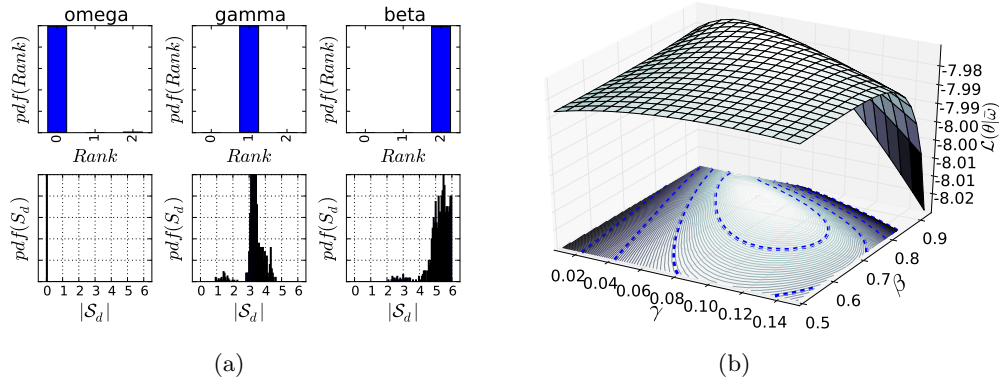 omega gamma beta
pdf(Rank) pdf(Rank) pdf(Rank)
0 1 2 0 1 2 0 1 2
Rank Rank Rank
pdf(S_d) pdf(S_d) pdf(S_d)
0 1 2 3 4 5 6 0 1 2 3 4 5 6 0 1 2 3 4 5 6
|S_d| |S_d| |S_d|
(a)
-7.98
-7.99
-7.99
-8.00
-8.00
-8.01
-8.01
-8.02
L(θ|ω̄)
0.02 0.04 0.06 0.08 0.10 0.12 0.14
γ
0.5 0.6 0.7 0.8 0.9
β
(b)